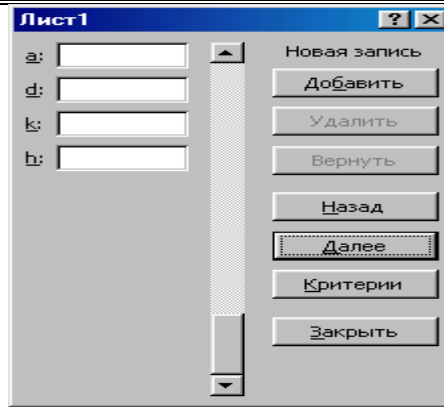 Лист1
a:
d:
k:
h:
Новая запись
Добавить
Удалить
Вернуть
Назад
Далее
Критерии
Закрыть